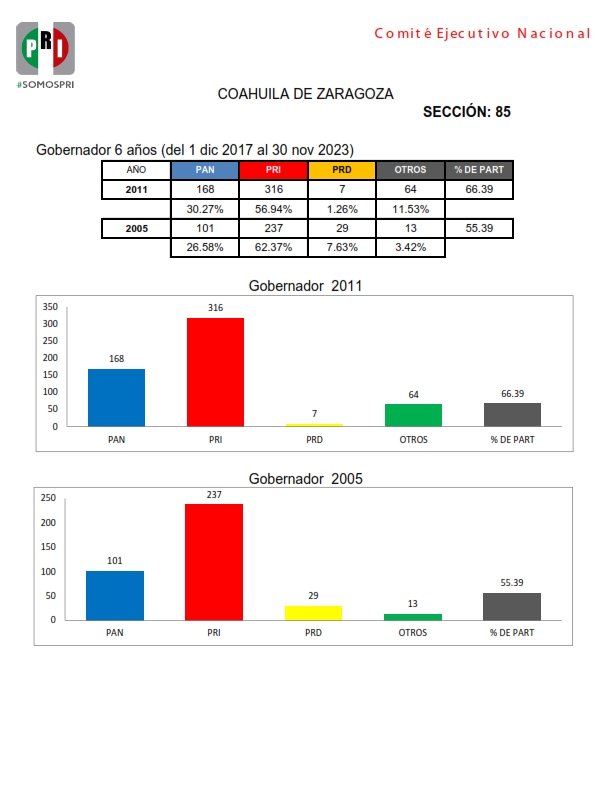 Comité Ejecutivo Nacional
PRI
#SOMOSPRI
COAHUILA DE ZARAGOZA
SECCIÓN: 85
Gobernador 6 años (del 1 dic 2017 al 30 nov 2023)
AÑO PAN PRI PRD OTROS % DE PART
2011 168 316 7 64 66.39
30.27% 56.94% 1.26% 11.53%
2005 101 237 29 13 55.39
26.58% 62.37% 7.63% 3.42%
Gobernador 2011
350
300
250
200
150
100
50
0
168
316
7
64
66.39
PAN PRI PRD OTROS % DE PART
Gobernador 2005
250
200
150
100
50
0
101
237
29
13
55.39
PAN PRI PRD OTROS % DE PART